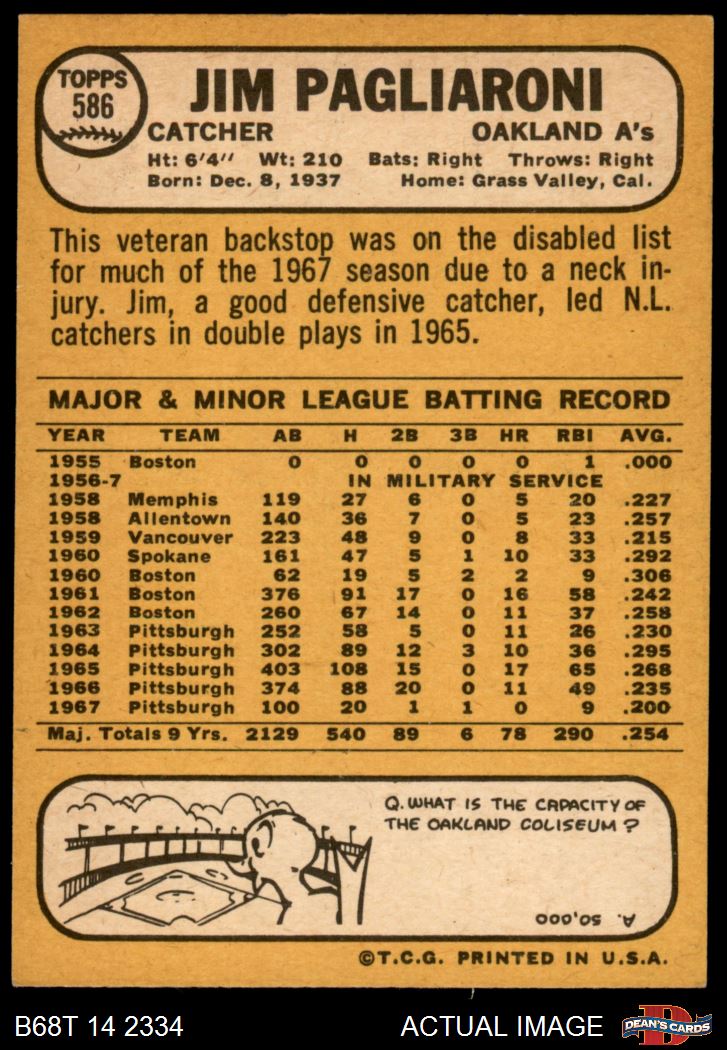 TOPPS
586
JIM PAGLIARONI
CATCHER OAKLAND A's
Ht: 6'4" Wt: 210 Bats: Right Throws: Right
Born: Dec. 8, 1937 Home: Grass Valley, Cal.
This veteran backstop was on the disabled list
for much of the 1967 season due to a neck in-
jury. Jim, a good defensive catcher, led N.L.
catchers in double plays in 1965.
MAJOR & MINOR LEAGUE BATTING RECORD
YEAR TEAM AB H 2B 3B HR RBI AVG.
1955 Boston 0 0 0 0 0 1 .000
1956-7 IN MILITARY SERVICE
1958 Memphis 119 27 6 0 5 20 .227
1958 Allentown 140 36 7 0 5 23 .257
1959 Vancouver 223 48 9 0 8 33 .215
1960 Spokane 161 47 5 1 10 33 .292
1960 Boston 62 19 5 2 2 9 .306
1961 Boston 376 91 17 0 16 58 .242
1962 Boston 260 67 14 0 11 37 .258
1963 Pittsburgh 252 58 5 0 11 26 .230
1964 Pittsburgh 302 89 12 3 10 36 .295
1965 Pittsburgh 403 108 15 0 17 65 .268
1966 Pittsburgh 374 88 20 0 11 49 .235
1967 Pittsburgh 100 20 1 1 0 9 .200
Maj. Totals 9 Yrs. 2129 540 89 6 78 290 .254
Q. WHAT IS THE CAPACITY OF
THE OAKLAND COLISEUM ?
A. 50,000
©T.C.G. PRINTED IN U.S.A.
B68T 14 2334 ACTUAL IMAGE
D
DEAN'S CARDS